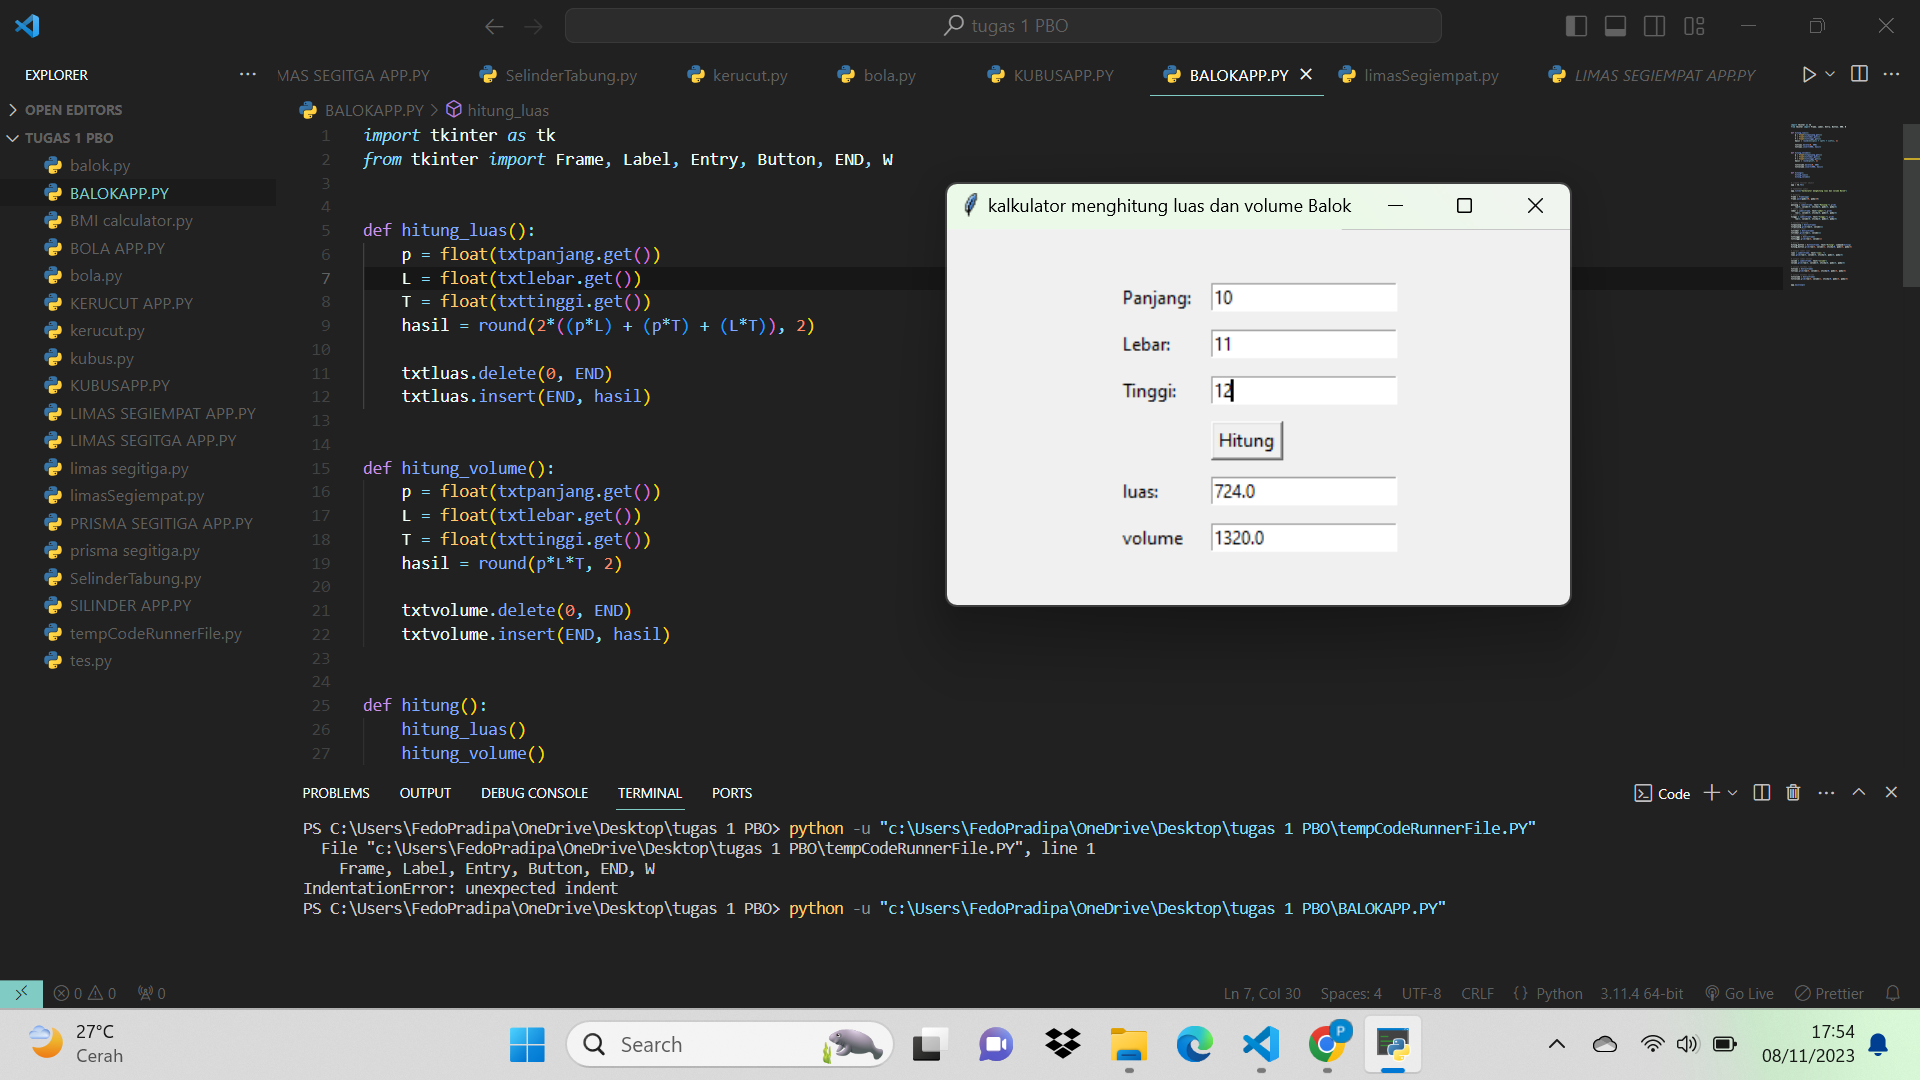 tugas 1 PBO
EXPLORER
MAS SEGITGA APP.PY
SelinderTabung.py
kerucut.py
bola.py
KUBUSAPP.PY
BALOKAPP.PY
limasSegiempat.py
LIMAS SEGIEMPAT APP.PY
OPEN EDITORS
TUGAS 1 PBO
balok.py
BALOKAPP.PY
BMI calculator.py
BOLA APP.PY
bola.py
KERUCUT APP.PY
kerucut.py
kubus.py
KUBUSAPP.PY
LIMAS SEGIEMPAT APP.PY
LIMAS SEGITGA APP.PY
limas segitiga.py
limasSegiempat.py
PRISMA SEGITIGA APP.PY
prisma segitiga.py
SelinderTabung.py
SILINDER APP.PY
tempCodeRunnerFile.py
tes.py
BALOKAPP.PY > hitung_luas
1 import tkinter as tk
2 from tkinter import Frame, Label, Entry, Button, END, W
3
4
5 def hitung_luas():
6 p = float(txtpanjang.get())
7 L = float(txtlebar.get())
8 T = float(txttinggi.get())
9 hasil = round(2*((p*L) + (p*T) + (L*T)), 2)
10
11 txtluas.delete(0, END)
12 txtluas.insert(END, hasil)
13
14
15 def hitung_volume():
16 p = float(txtpanjang.get())
17 L = float(txtlebar.get())
18 T = float(txttinggi.get())
19 hasil = round(p*L*T, 2)
20
21 txtvolume.delete(0, END)
22 txtvolume.insert(END, hasil)
23
24
25 def hitung():
26 hitung_luas()
27 hitung_volume()
kalkulator menghitung luas dan volume Balok
Panjang: 10
Lebar: 11
Tinggi: 12
Hitung
luas: 724.0
volume 1320.0
PROBLEMS OUTPUT DEBUG CONSOLE TERMINAL PORTS
Code
PS C:\Users\FedoPradipa\OneDrive\Desktop\tugas 1 PBO> python -u "c:\Users\FedoPradipa\OneDrive\Desktop\tugas 1 PBO\tempCodeRunnerFile.PY"
File "c:\Users\FedoPradipa\OneDrive\Desktop\tugas 1 PBO\tempCodeRunnerFile.PY", line 1
Frame, Label, Entry, Button, END, W
IndentationError: unexpected indent
PS C:\Users\FedoPradipa\OneDrive\Desktop\tugas 1 PBO> python -u "c:\Users\FedoPradipa\OneDrive\Desktop\tugas 1 PBO\BALOKAPP.PY"
0 0 0
Ln 7, Col 30 Spaces: 4 UTF-8 CRLF {} Python 3.11.4 64-bit Go Live Prettier
27°C
Cerah
Search
P
17:54
08/11/2023